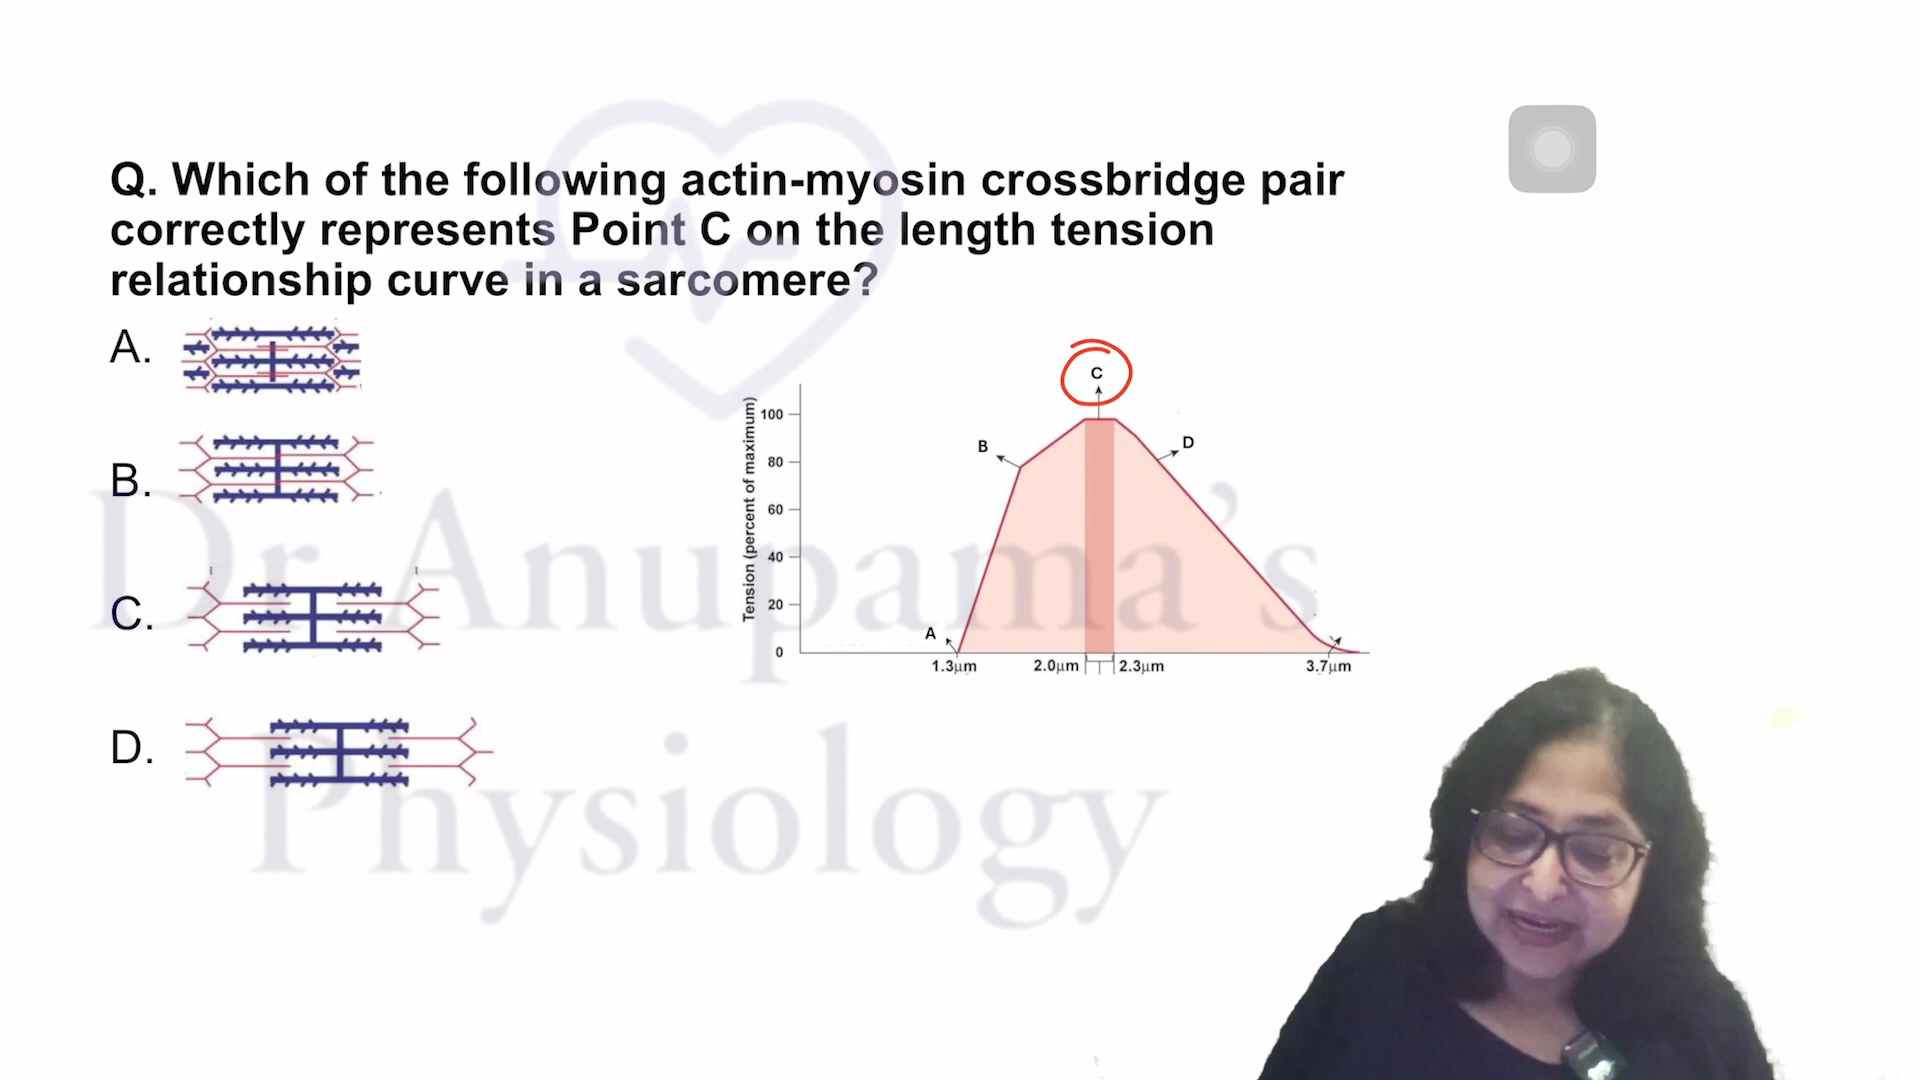 Q. Which of the following actin-myosin crossbridge pair
correctly represents Point C on the length tension
relationship curve in a sarcomere?
A.
B.
C.
D.
Tension (percent of maximum)
100
80
60
40
20
0
A
B
C
D
1.3µm
2.0µm
2.3µm
3.7µm
Dr Anupama's
Physiology